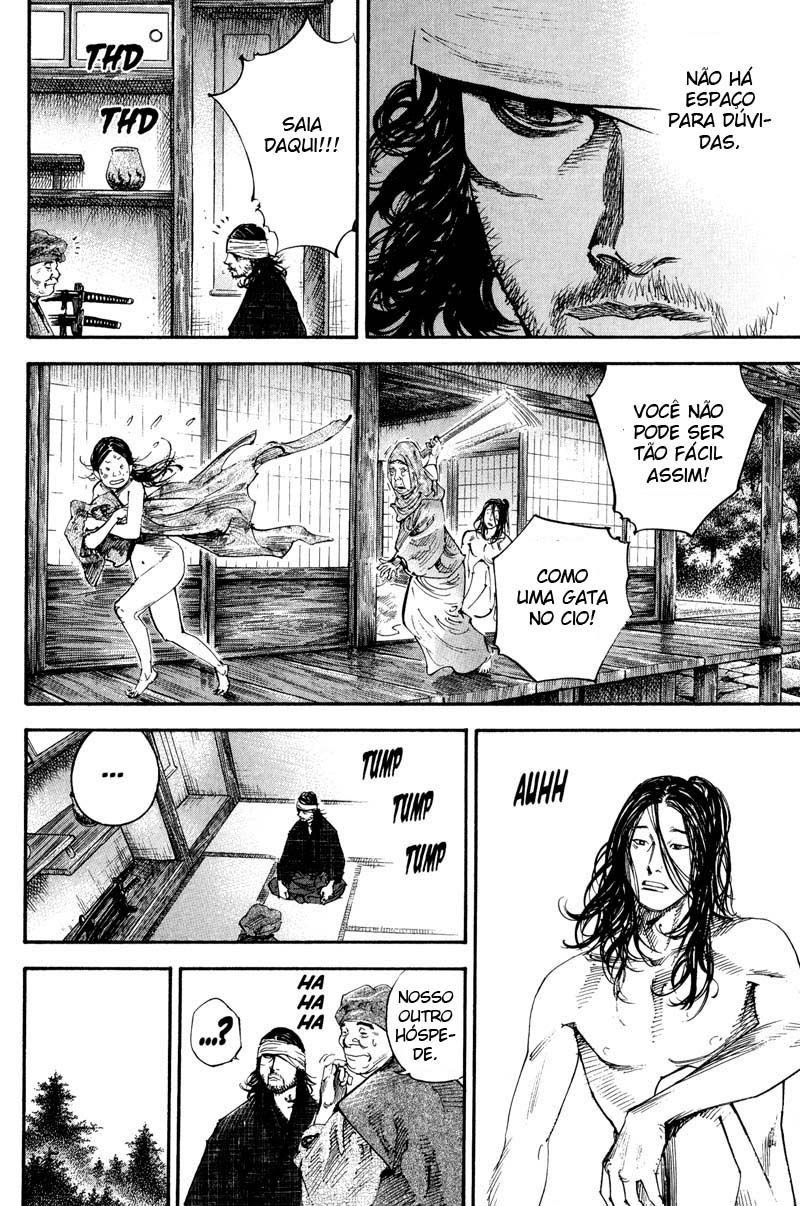 NÃO HÁ
ESPAÇO
PARA DÚVI-
DAS.
THD
THD
SAIA
DAQUI!!!
VOCÊ NÃO
PODE SER
TÃO FÁCIL
ASSIM!
COMO
UMA GATA
NO CIO!
AUHH
TUMP
TUMP
TUMP
...
NOSSO
OUTRO
HÓSPE-
DE.
HA
HA
HA
...?